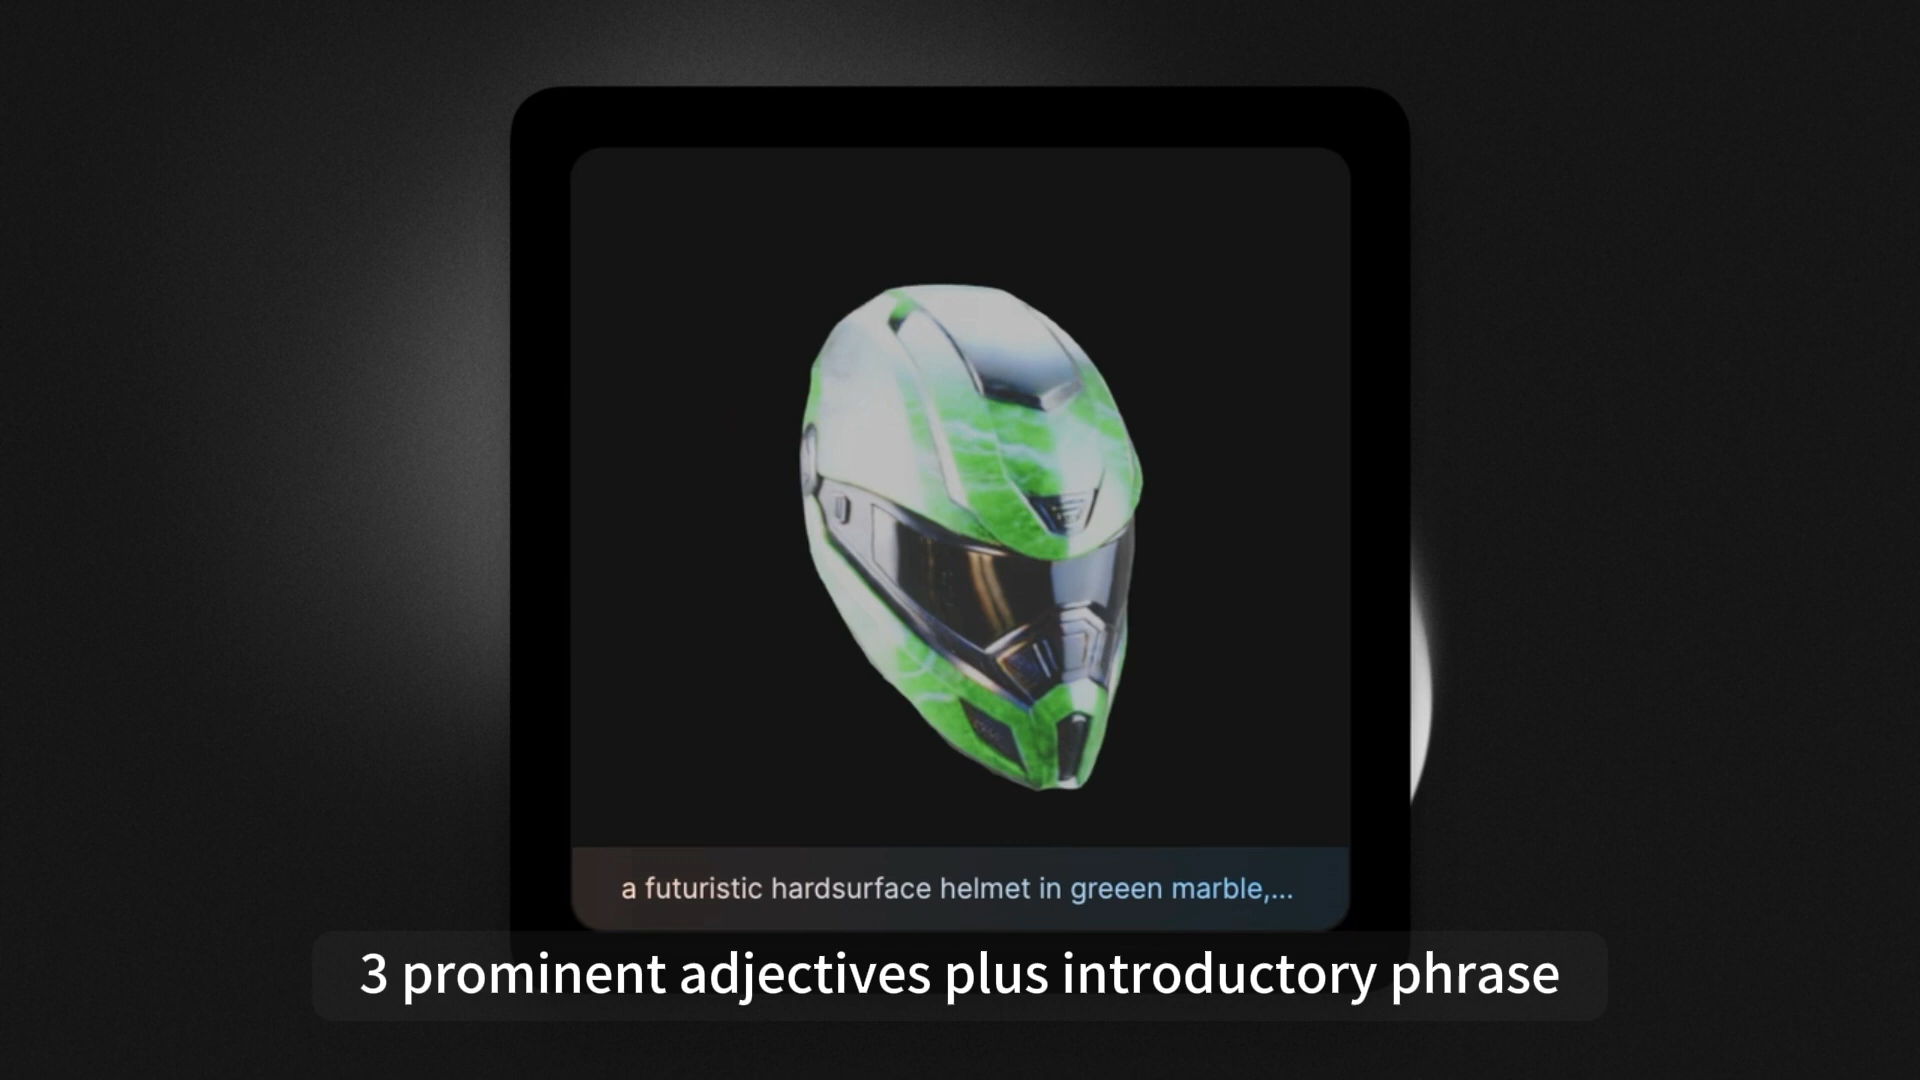 a futuristic hardsurface helmet in greeen marble,...
3 prominent adjectives plus introductory phrase